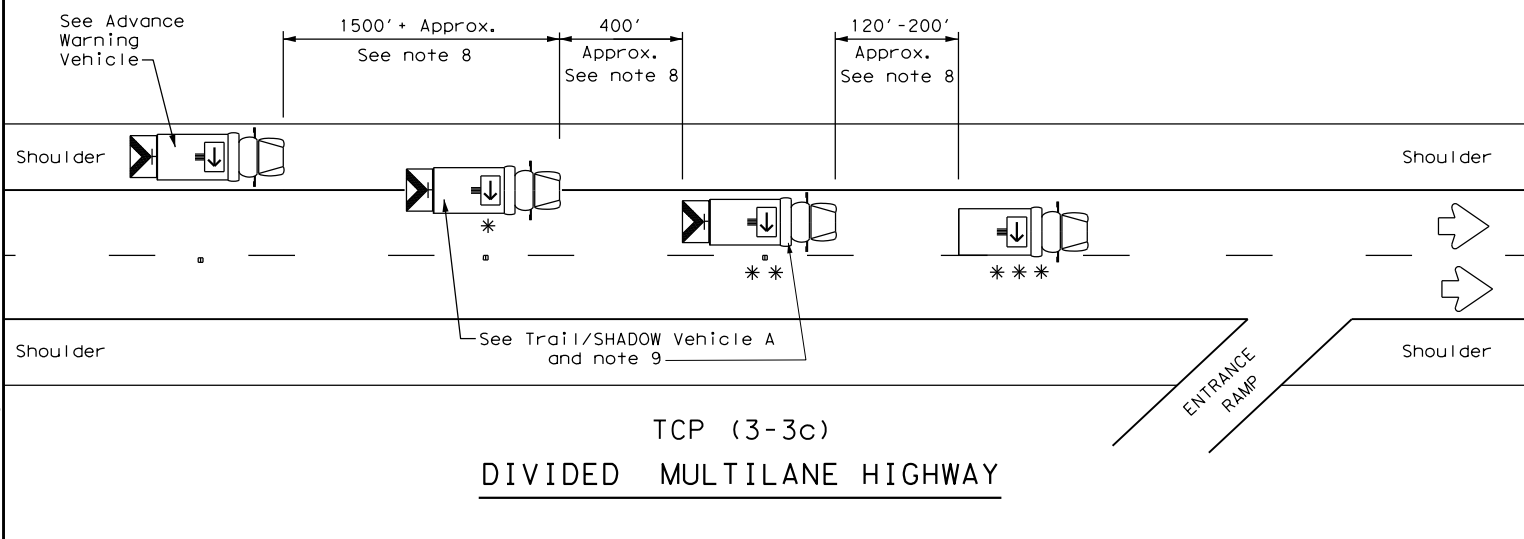 See Advance
Warning
Vehicle
1500'+ Approx.
See note 8
400'
Approx.
See note 8
120'-200'
Approx.
See note 8
Shoulder
Shoulder
*
* *
* * *
See Trail/SHADOW Vehicle A
and note 9
Shoulder
Shoulder
ENTRANCE
RAMP
TCP (3-3c)
DIVIDED MULTILANE HIGHWAY